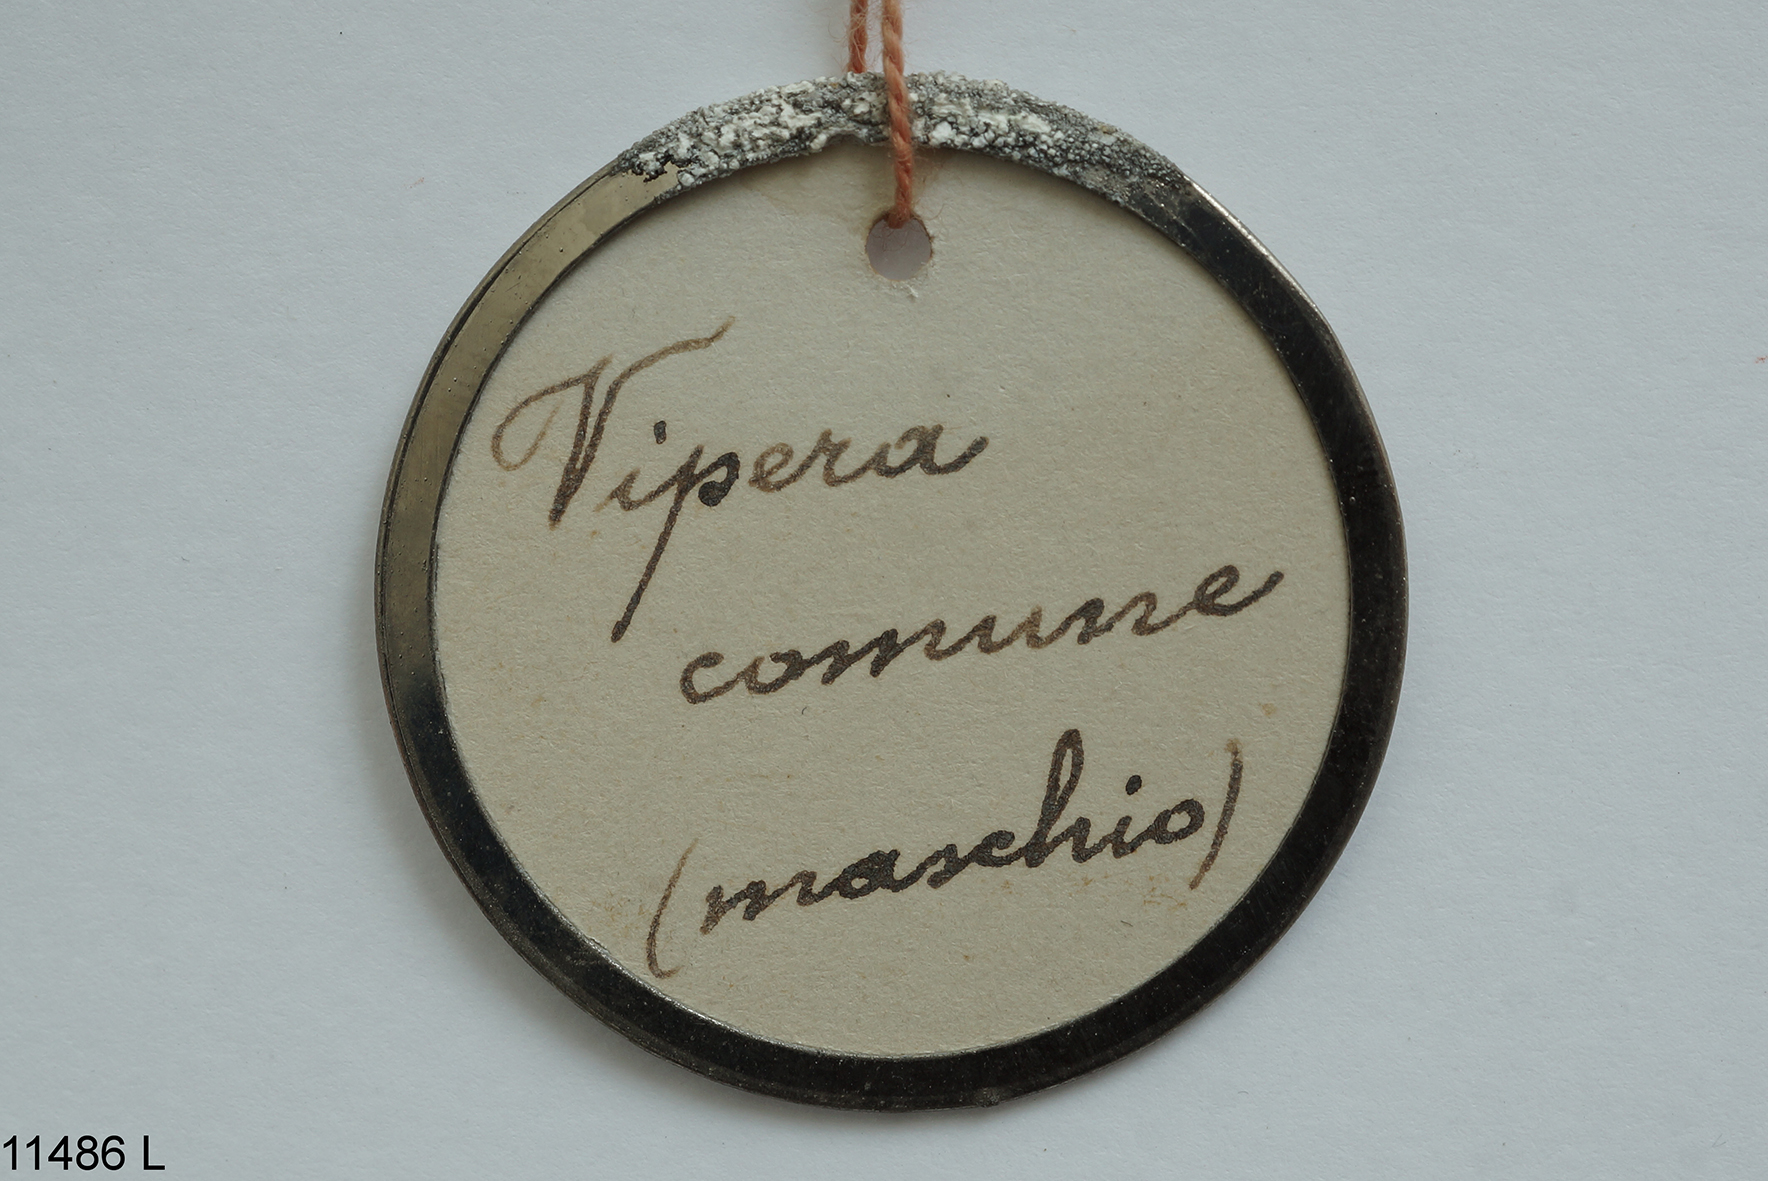 Vipera
comune
(maschio)
11486 L